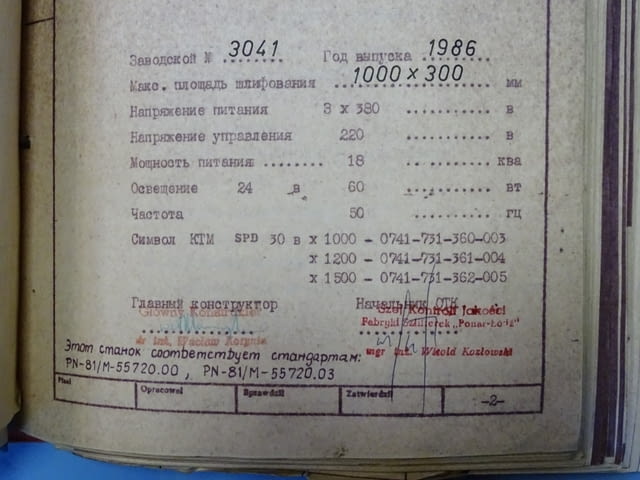 Заводской № 3041 Год выпуска 1986
Макс. площадь шлифования 1000 × 300 мм
Напряжение питания 3 х 380 .......... в
Напряжение управления 220 .......... в
Мощность питания ........ 18 .......... ква
Освещение 24 в 60 .......... вт
Частота 50 .......... гц
Символ КТМ SPD 30 в х 1000 - 0741-731-360-003
х 1200 - 0741-731-361-004
х 1500 - 0741-731-362-005
Главный конструктор Начальник ОТК
Główny Konstruktor Szef Kontroli Jakości
Fabryki Szlifierek „Ponar-Łódź”
dr inż. Wacław mgr inż. Witold Kozłowski
Этот станок соответствует стандартам:
PN-81/M-55720.00 , PN-81/M-55720.03
Pisał Opracował Sprawdził Zatwierdził -2-